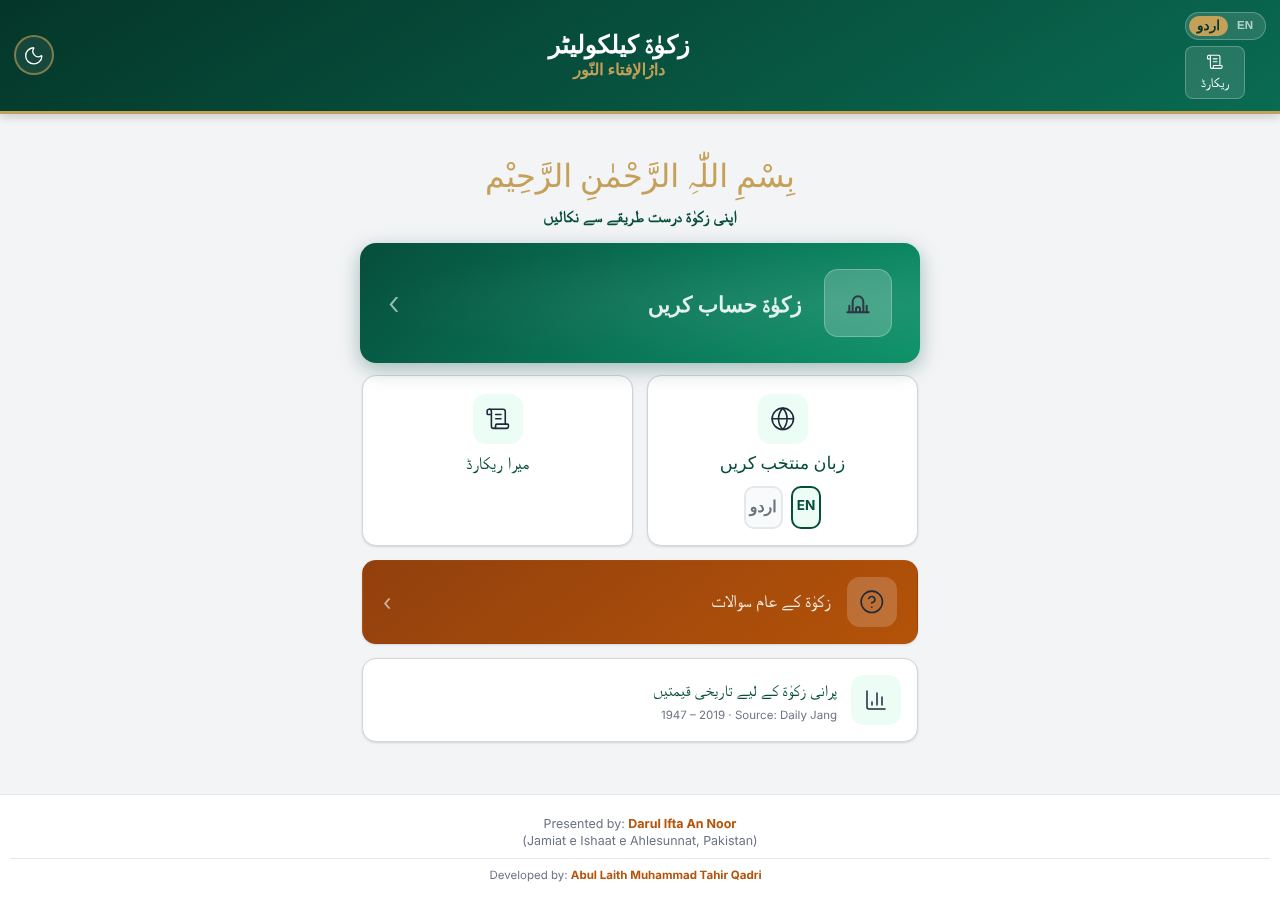 اردو EN
ریکارڈ
زکوٰۃ کیلکولیٹر
دارُالإفتاء النّور
بِسْمِ اللّٰہِ الرَّحْمٰنِ الرَّحِیْم
اپنی زکوٰۃ درست طریقے سے نکالیں
زکوٰۃ حساب کریں
زبان منتخب کریں
EN اردو
میرا ریکارڈ
زکوٰۃ کے عام سوالات
پرانی زکوٰۃ کے لیے تاریخی قیمتیں
1947 – 2019 · Source: Daily Jang
Presented by: Darul Ifta An Noor
(Jamiat e Ishaat e Ahlesunnat, Pakistan)
Developed by: Abul Laith Muhammad Tahir Qadri